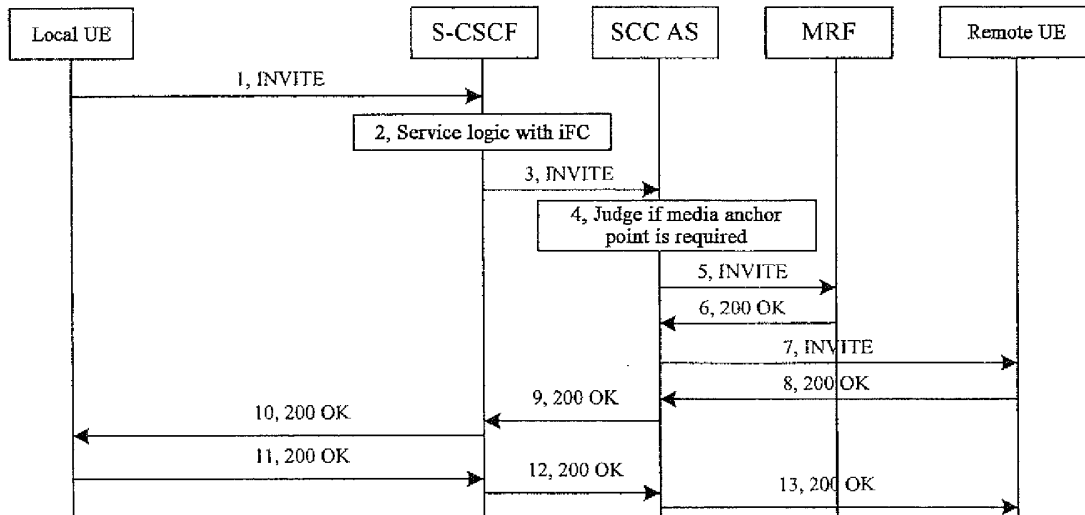 Local UE
S-CSCF
SCC AS
MRF
Remote UE
1, INVITE
2, Service logic with iFC
3, INVITE
4, Judge if media anchor
point is required
5, INVITE
6, 200 OK
7, INVITE
8, 200 OK
9, 200 OK
10, 200 OK
11, 200 OK
12, 200 OK
13, 200 OK